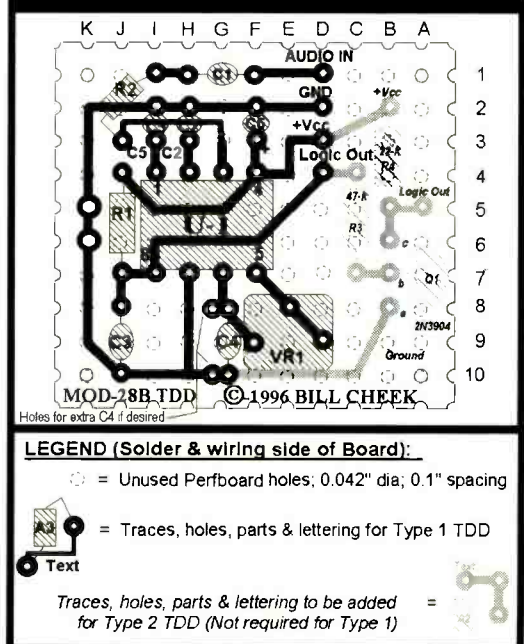 K J I H G F E D C B A
AUDIO IN
C1
1
R2
GND
+Vcc
2
+Vcc
3
C5 C2
Logic Out
R4
4
1
4
47-K
Logic Out
5
R1
R3
c
6
8
5
b
7
Q1
8
2N3904
C3
C4
VR1
Ground
9
10
MOD-28B TDD ©-1996 BILL CHEEK
Holes for extra C4 if desired
LEGEND (Solder & wiring side of Board):
= Unused Perfboard holes; 0.042" dia; 0.1" spacing
= Traces, holes, parts & lettering for Type 1 TDD
Text
Text
Traces, holes, parts & lettering to be added =
for Type 2 TDD (Not required for Type 1)